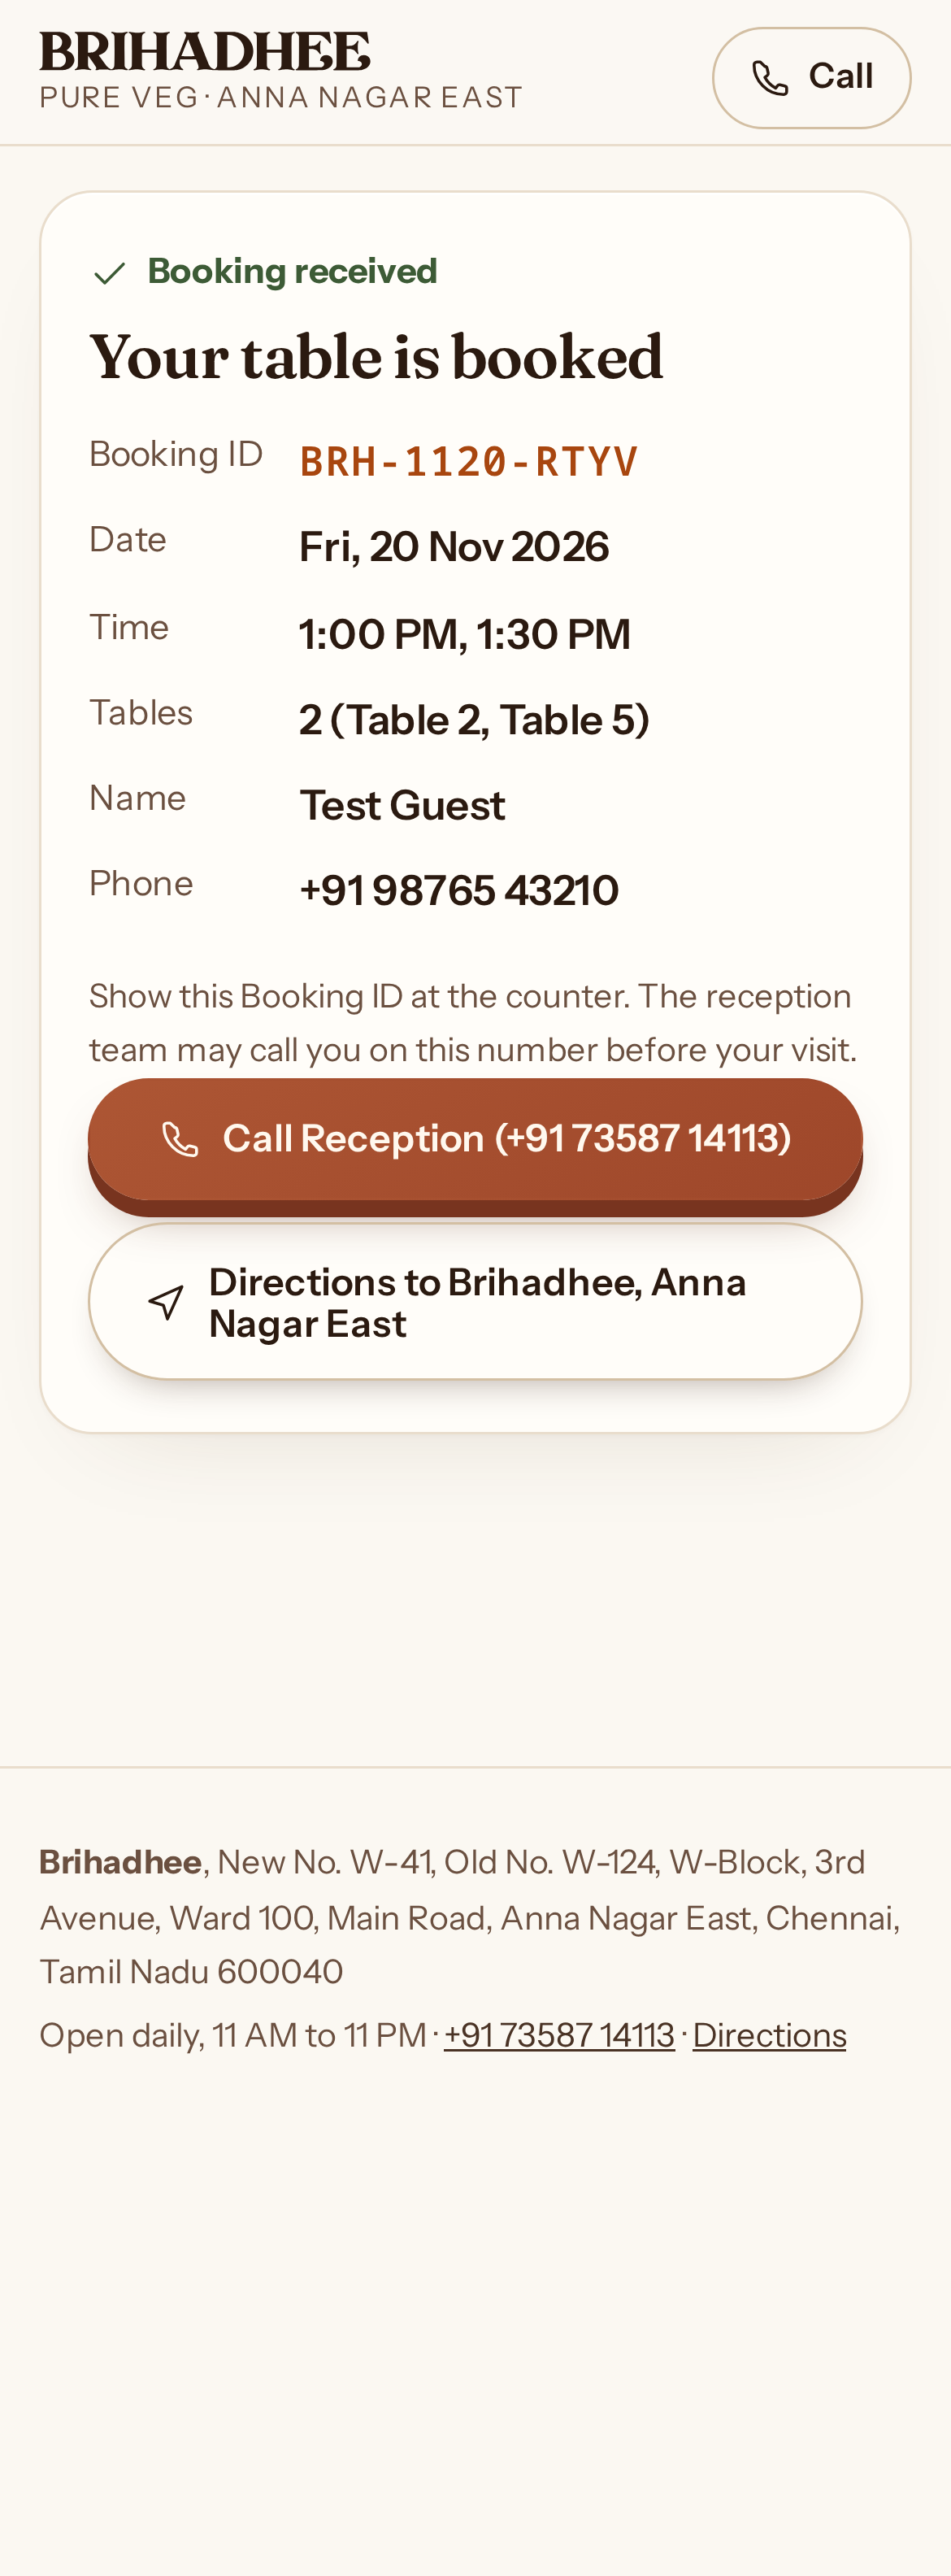 BRIHADHEE
PURE VEG · ANNA NAGAR EAST
Call
Booking received
Your table is booked
Booking ID BRH-1120-RTYV
Date Fri, 20 Nov 2026
Time 1:00 PM, 1:30 PM
Tables 2 (Table 2, Table 5)
Name Test Guest
Phone +91 98765 43210
Show this Booking ID at the counter. The reception
team may call you on this number before your visit.
Call Reception (+91 73587 14113)
Directions to Brihadhee, Anna
Nagar East
Brihadhee, New No. W-41, Old No. W-124, W-Block, 3rd
Avenue, Ward 100, Main Road, Anna Nagar East, Chennai,
Tamil Nadu 600040
Open daily, 11 AM to 11 PM · +91 73587 14113 · Directions